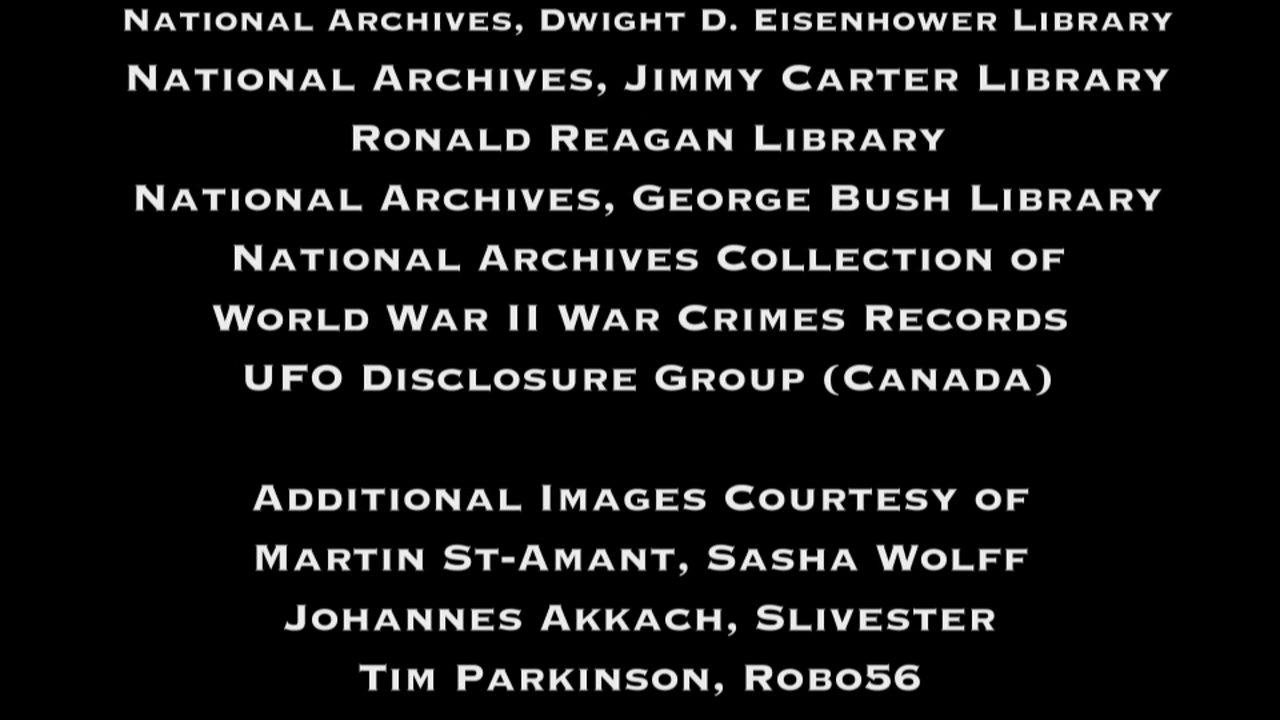 National Archives, Dwight D. Eisenhower Library
National Archives, Jimmy Carter Library
Ronald Reagan Library
National Archives, George Bush Library
National Archives Collection of
World War II War Crimes Records
UFO Disclosure Group (Canada)
Additional Images Courtesy of
Martin St-Amant, Sasha Wolff
Johannes Akkach, Slivester
Tim Parkinson, Robo56